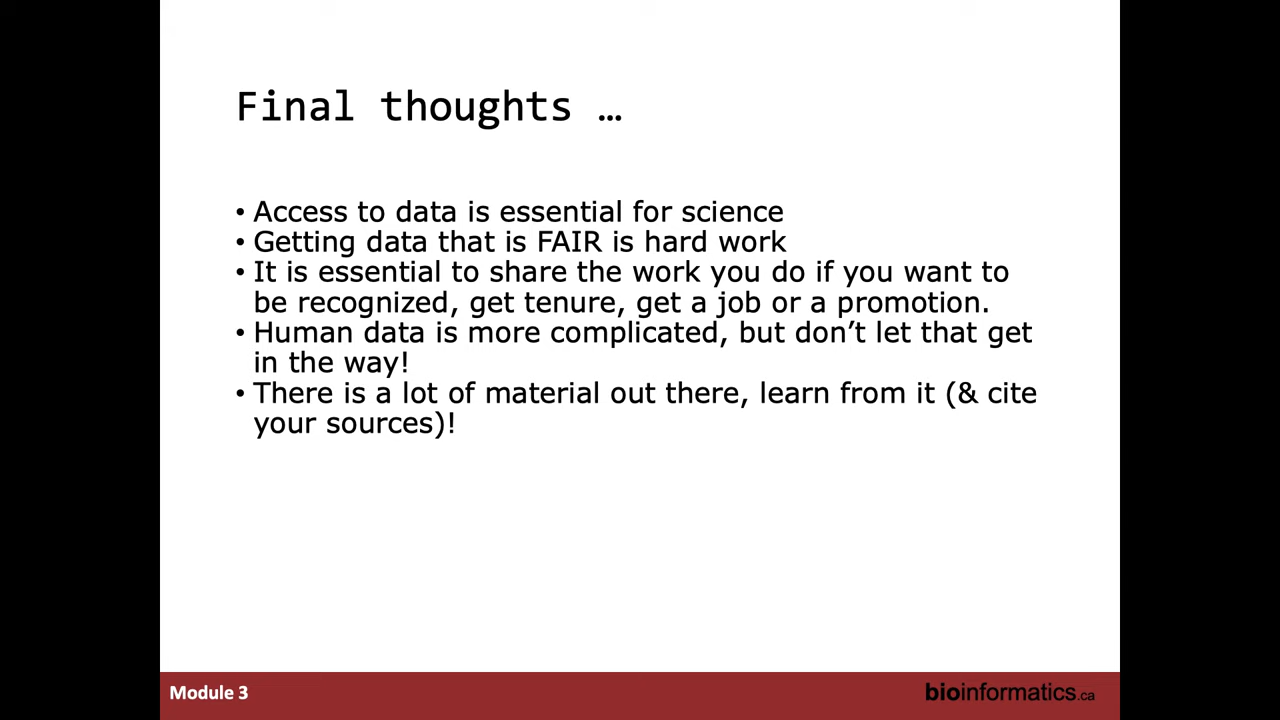 Final thoughts …
• Access to data is essential for science
• Getting data that is FAIR is hard work
• It is essential to share the work you do if you want to
be recognized, get tenure, get a job or a promotion.
• Human data is more complicated, but don’t let that get
in the way!
• There is a lot of material out there, learn from it (& cite
your sources)!
Module 3
bioinformatics.ca